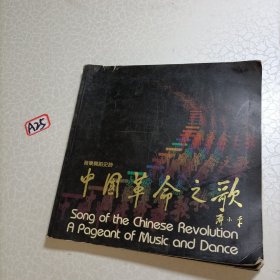 A25
音乐舞蹈史诗
中国革命之歌
邓小平
Song of the Chinese Revolution
A Pageant of Music and Dance